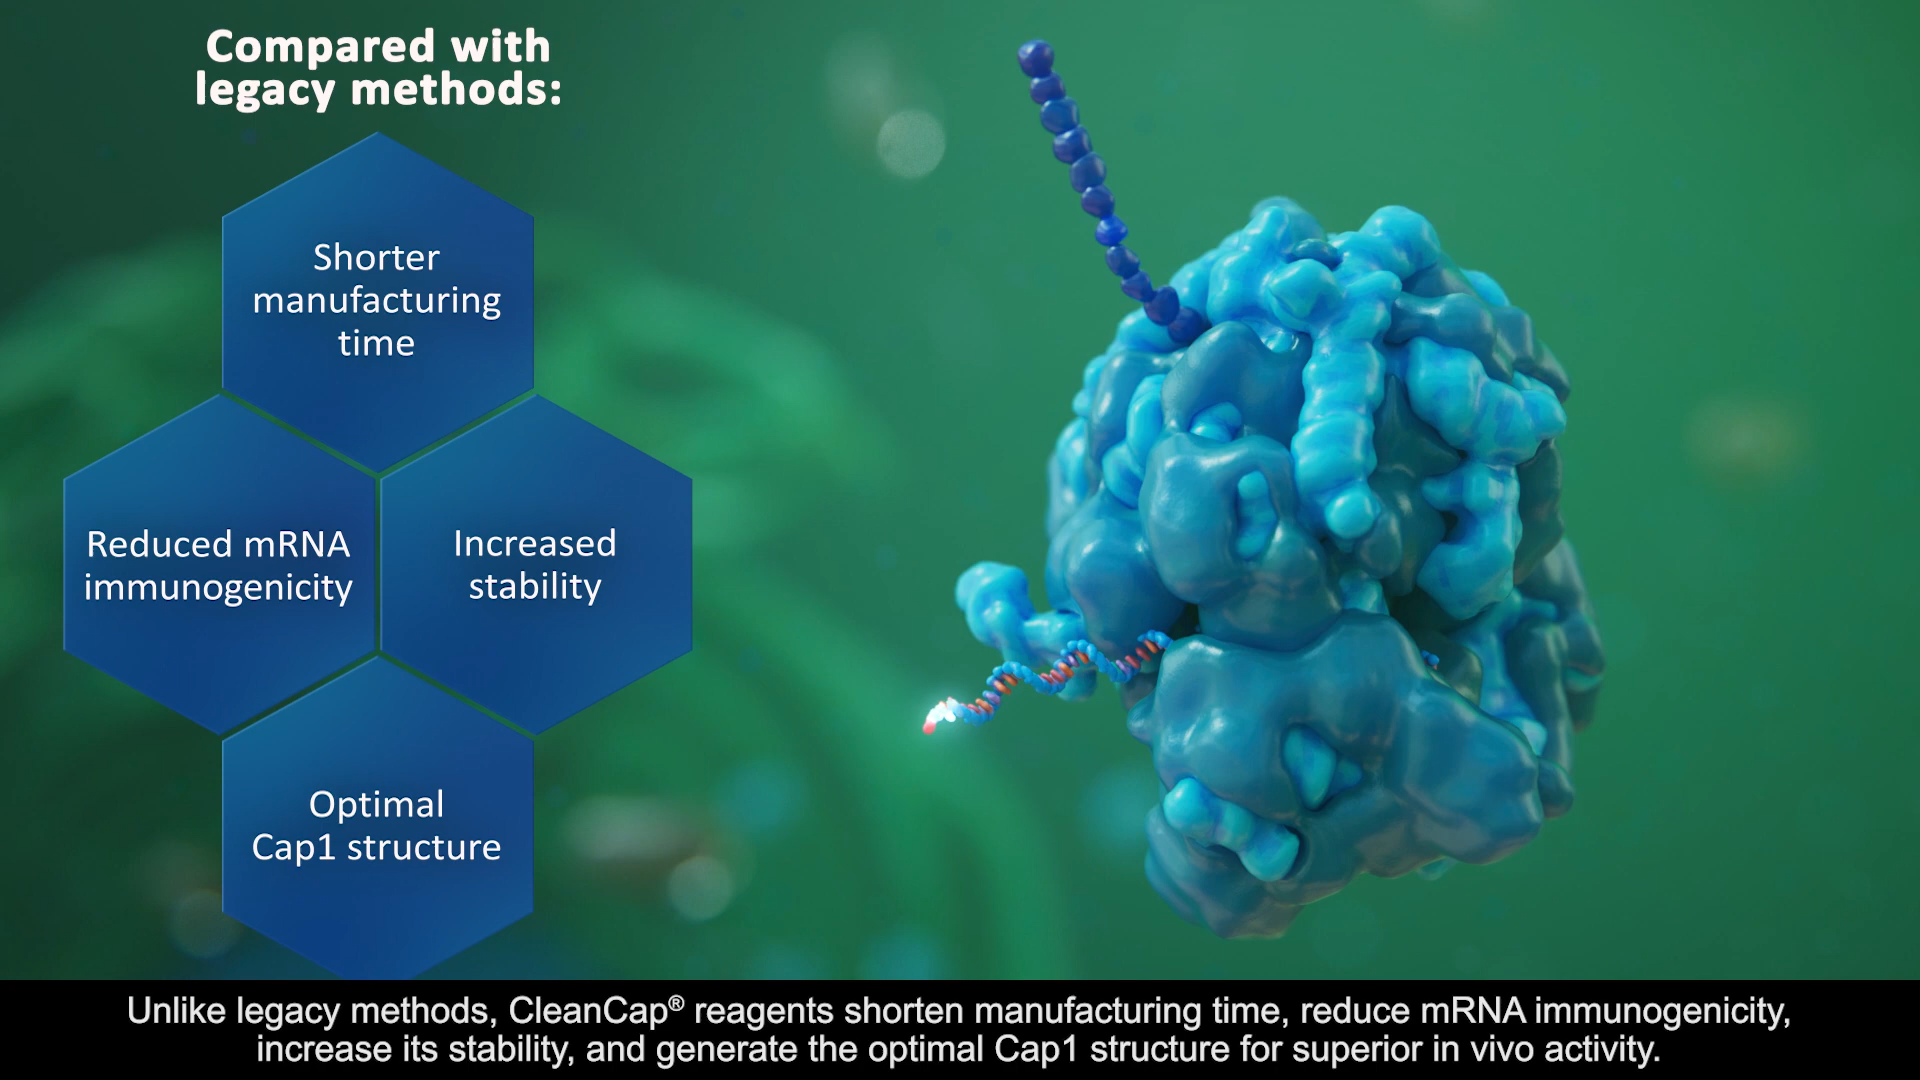 Compared with
legacy methods:
Shorter
manufacturing
time
Reduced mRNA
immunogenicity
Increased
stability
Optimal
Cap1 structure
Unlike legacy methods, CleanCap® reagents shorten manufacturing time, reduce mRNA immunogenicity,
increase its stability, and generate the optimal Cap1 structure for superior in vivo activity.